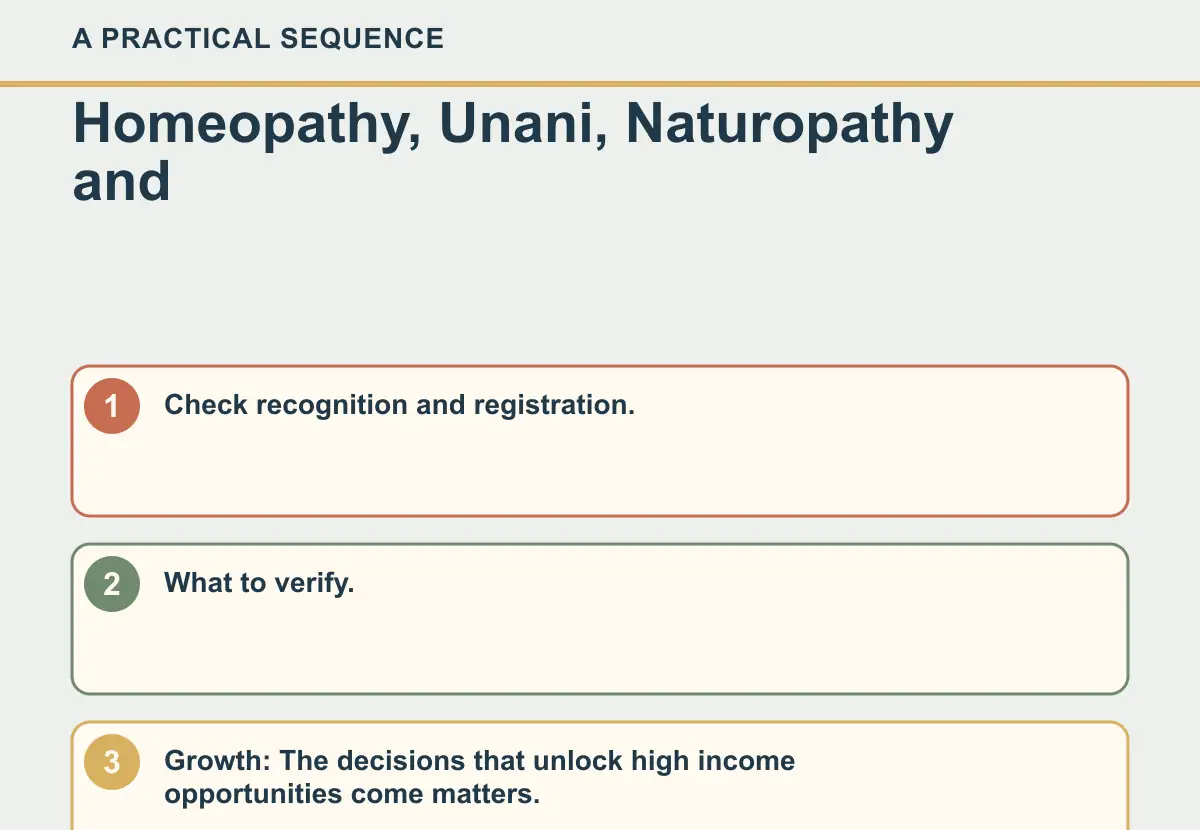 A PRACTICAL SEQUENCE
Homeopathy, Unani, Naturopathy
and
1
Check recognition and registration.
2
What to verify.
3
Growth: The decisions that unlock high income
opportunities come matters.